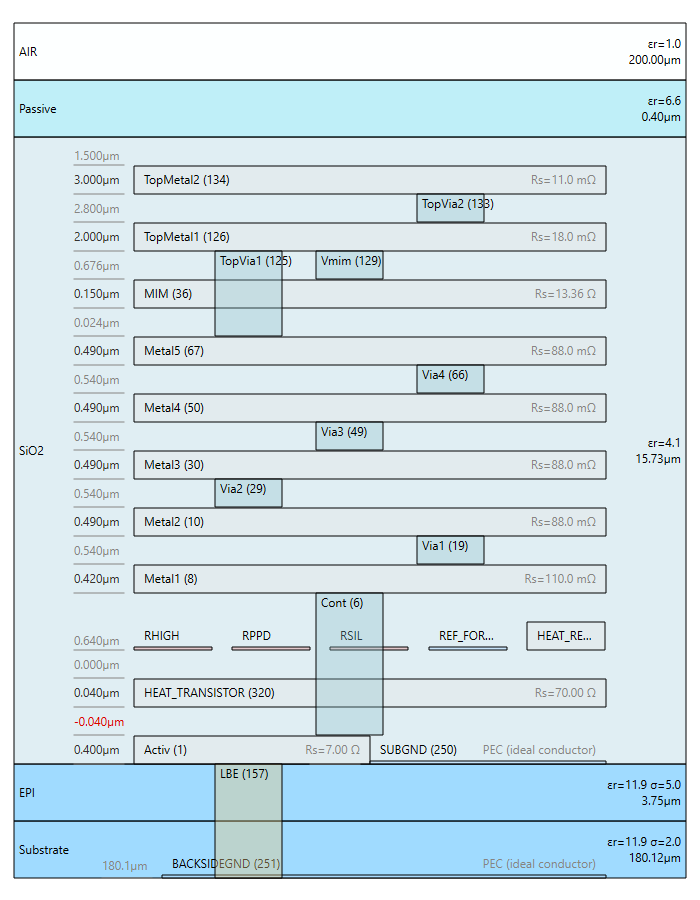 AIR
εr=1.0
200.00µm
Passive
εr=6.6
0.40µm
1.500µm
3.000µm TopMetal2 (134) Rs=11.0 mΩ
2.800µm TopVia2 (133)
2.000µm TopMetal1 (126) Rs=18.0 mΩ
0.676µm TopVia1 (125) Vmim (129)
0.150µm MIM (36) Rs=13.36 Ω
0.024µm
0.490µm Metal5 (67) Rs=88.0 mΩ
0.540µm Via4 (66)
0.490µm Metal4 (50) Rs=88.0 mΩ
0.540µm Via3 (49)
SiO2
εr=4.1
15.73µm
0.490µm Metal3 (30) Rs=88.0 mΩ
0.540µm Via2 (29)
0.490µm Metal2 (10) Rs=88.0 mΩ
0.540µm Via1 (19)
0.420µm Metal1 (8) Rs=110.0 mΩ
Cont (6)
0.640µm RHIGH RPPD RSIL REF_FOR... HEAT_RE...
0.000µm
0.040µm HEAT_TRANSISTOR (320) Rs=70.00 Ω
-0.040µm
0.400µm Activ (1) Rs=7.00 Ω SUBGND (250) PEC (ideal conductor)
LBE (157)
EPI
εr=11.9 σ=5.0
3.75µm
Substrate
εr=11.9 σ=2.0
180.12µm
180.1µm BACKSIDEGND (251) PEC (ideal conductor)